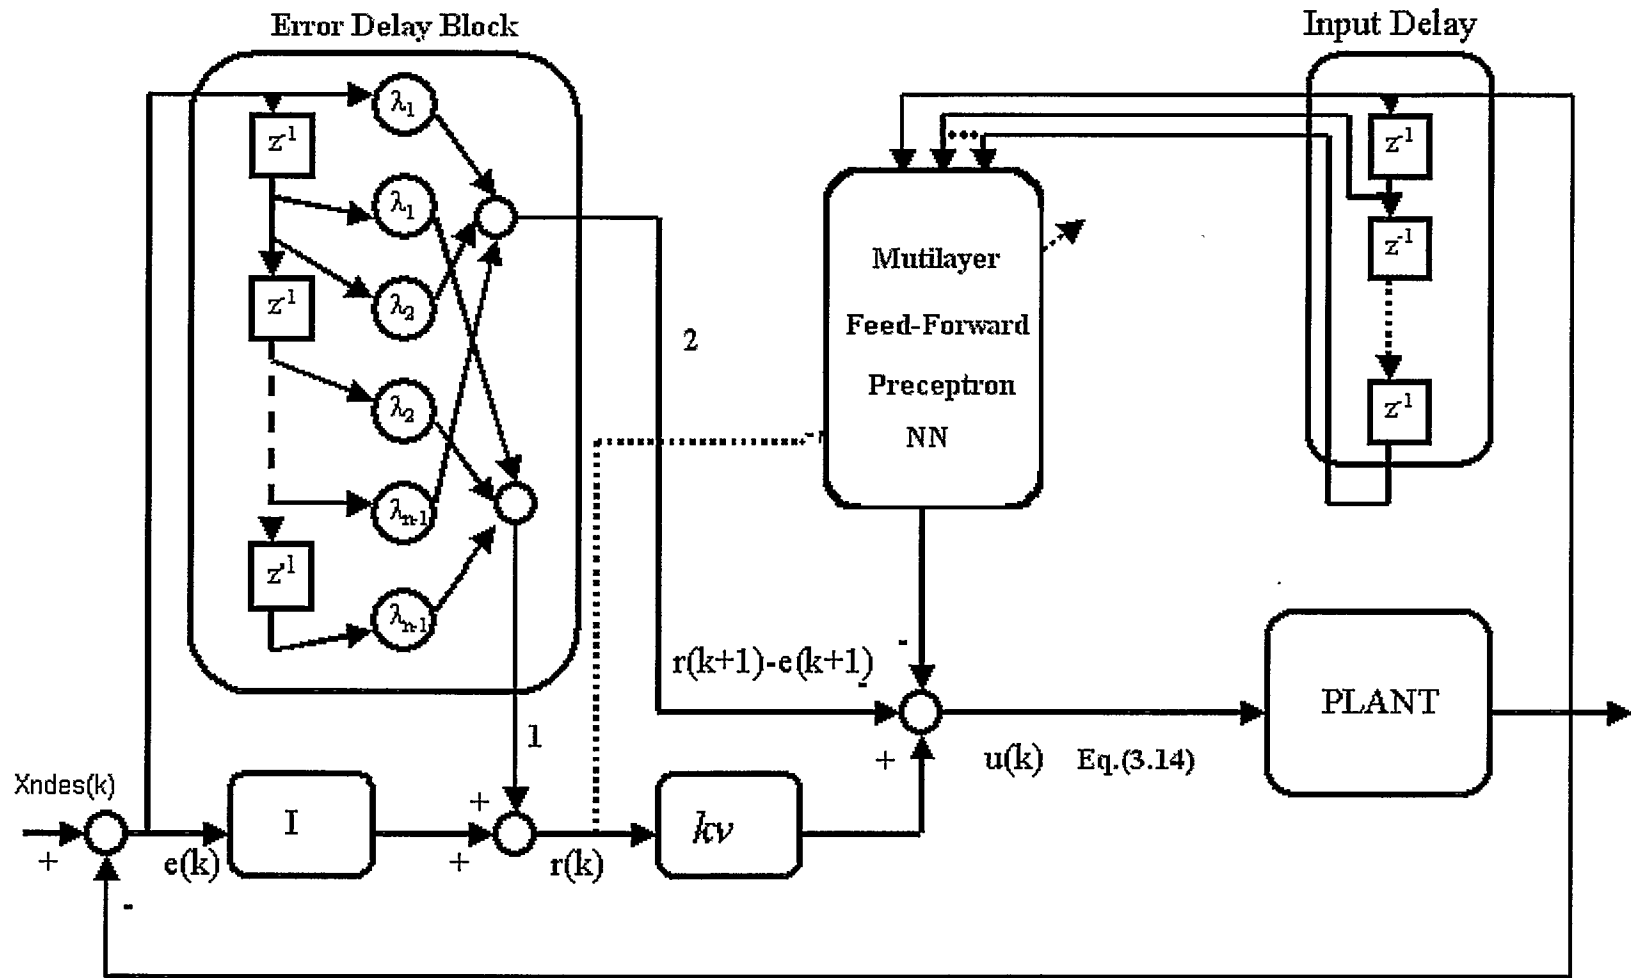 Error Delay Block
Input Delay
λ1
z-1
λ1
z-1
λ2
λ2
λn-1
z-1
λn-1
2
1
Mutilayer
Feed-Forward
Preceptron
NN
z-1
z-1
z-1
r(k+1)-e(k+1)
-
-
+
u(k)
Eq.(3.14)
PLANT
Xndes(k)
+
-
e(k)
I
+
+
r(k)
kv